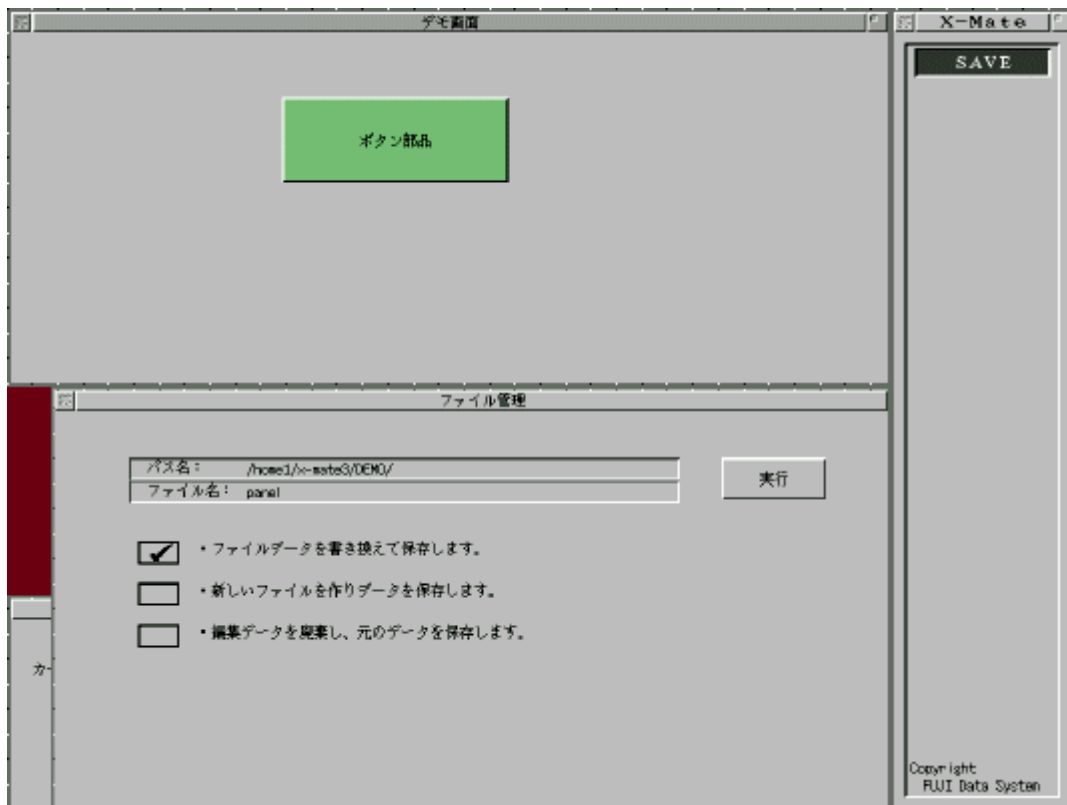 デモ画面
X-Mate
SAVE
ボタン部品
ファイル管理
パス名： /home1/x-mate3/DEMO/
ファイル名： panel
実行
・ファイルデータを書き換えて保存します。
・新しいファイルを作りデータを保存します。
・編集データを廃棄し、元のデータを保存します。
カー
Copyright
FUJI Data System